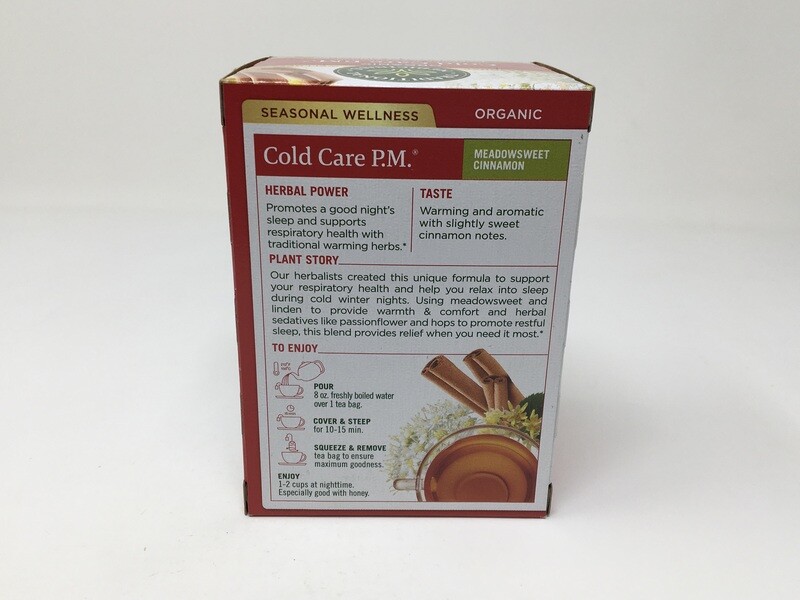 SEASONAL WELLNESS
ORGANIC
Cold Care P.M.®
MEADOWSWEET
CINNAMON
HERBAL POWER
Promotes a good night's
sleep and supports
respiratory health with
traditional warming herbs.*
TASTE
Warming and aromatic
with slightly sweet
cinnamon notes.
PLANT STORY
Our herbalists created this unique formula to support
your respiratory health and help you relax into sleep
during cold winter nights. Using meadowsweet and
linden to provide warmth & comfort and herbal
sedatives like passionflower and hops to promote restful
sleep, this blend provides relief when you need it most.*
TO ENJOY
POUR
8 oz. freshly boiled water
over 1 tea bag.
COVER & STEEP
for 10-15 min.
SQUEEZE & REMOVE
tea bag to ensure
maximum goodness.
ENJOY
1-2 cups at nighttime.
Especially good with honey.